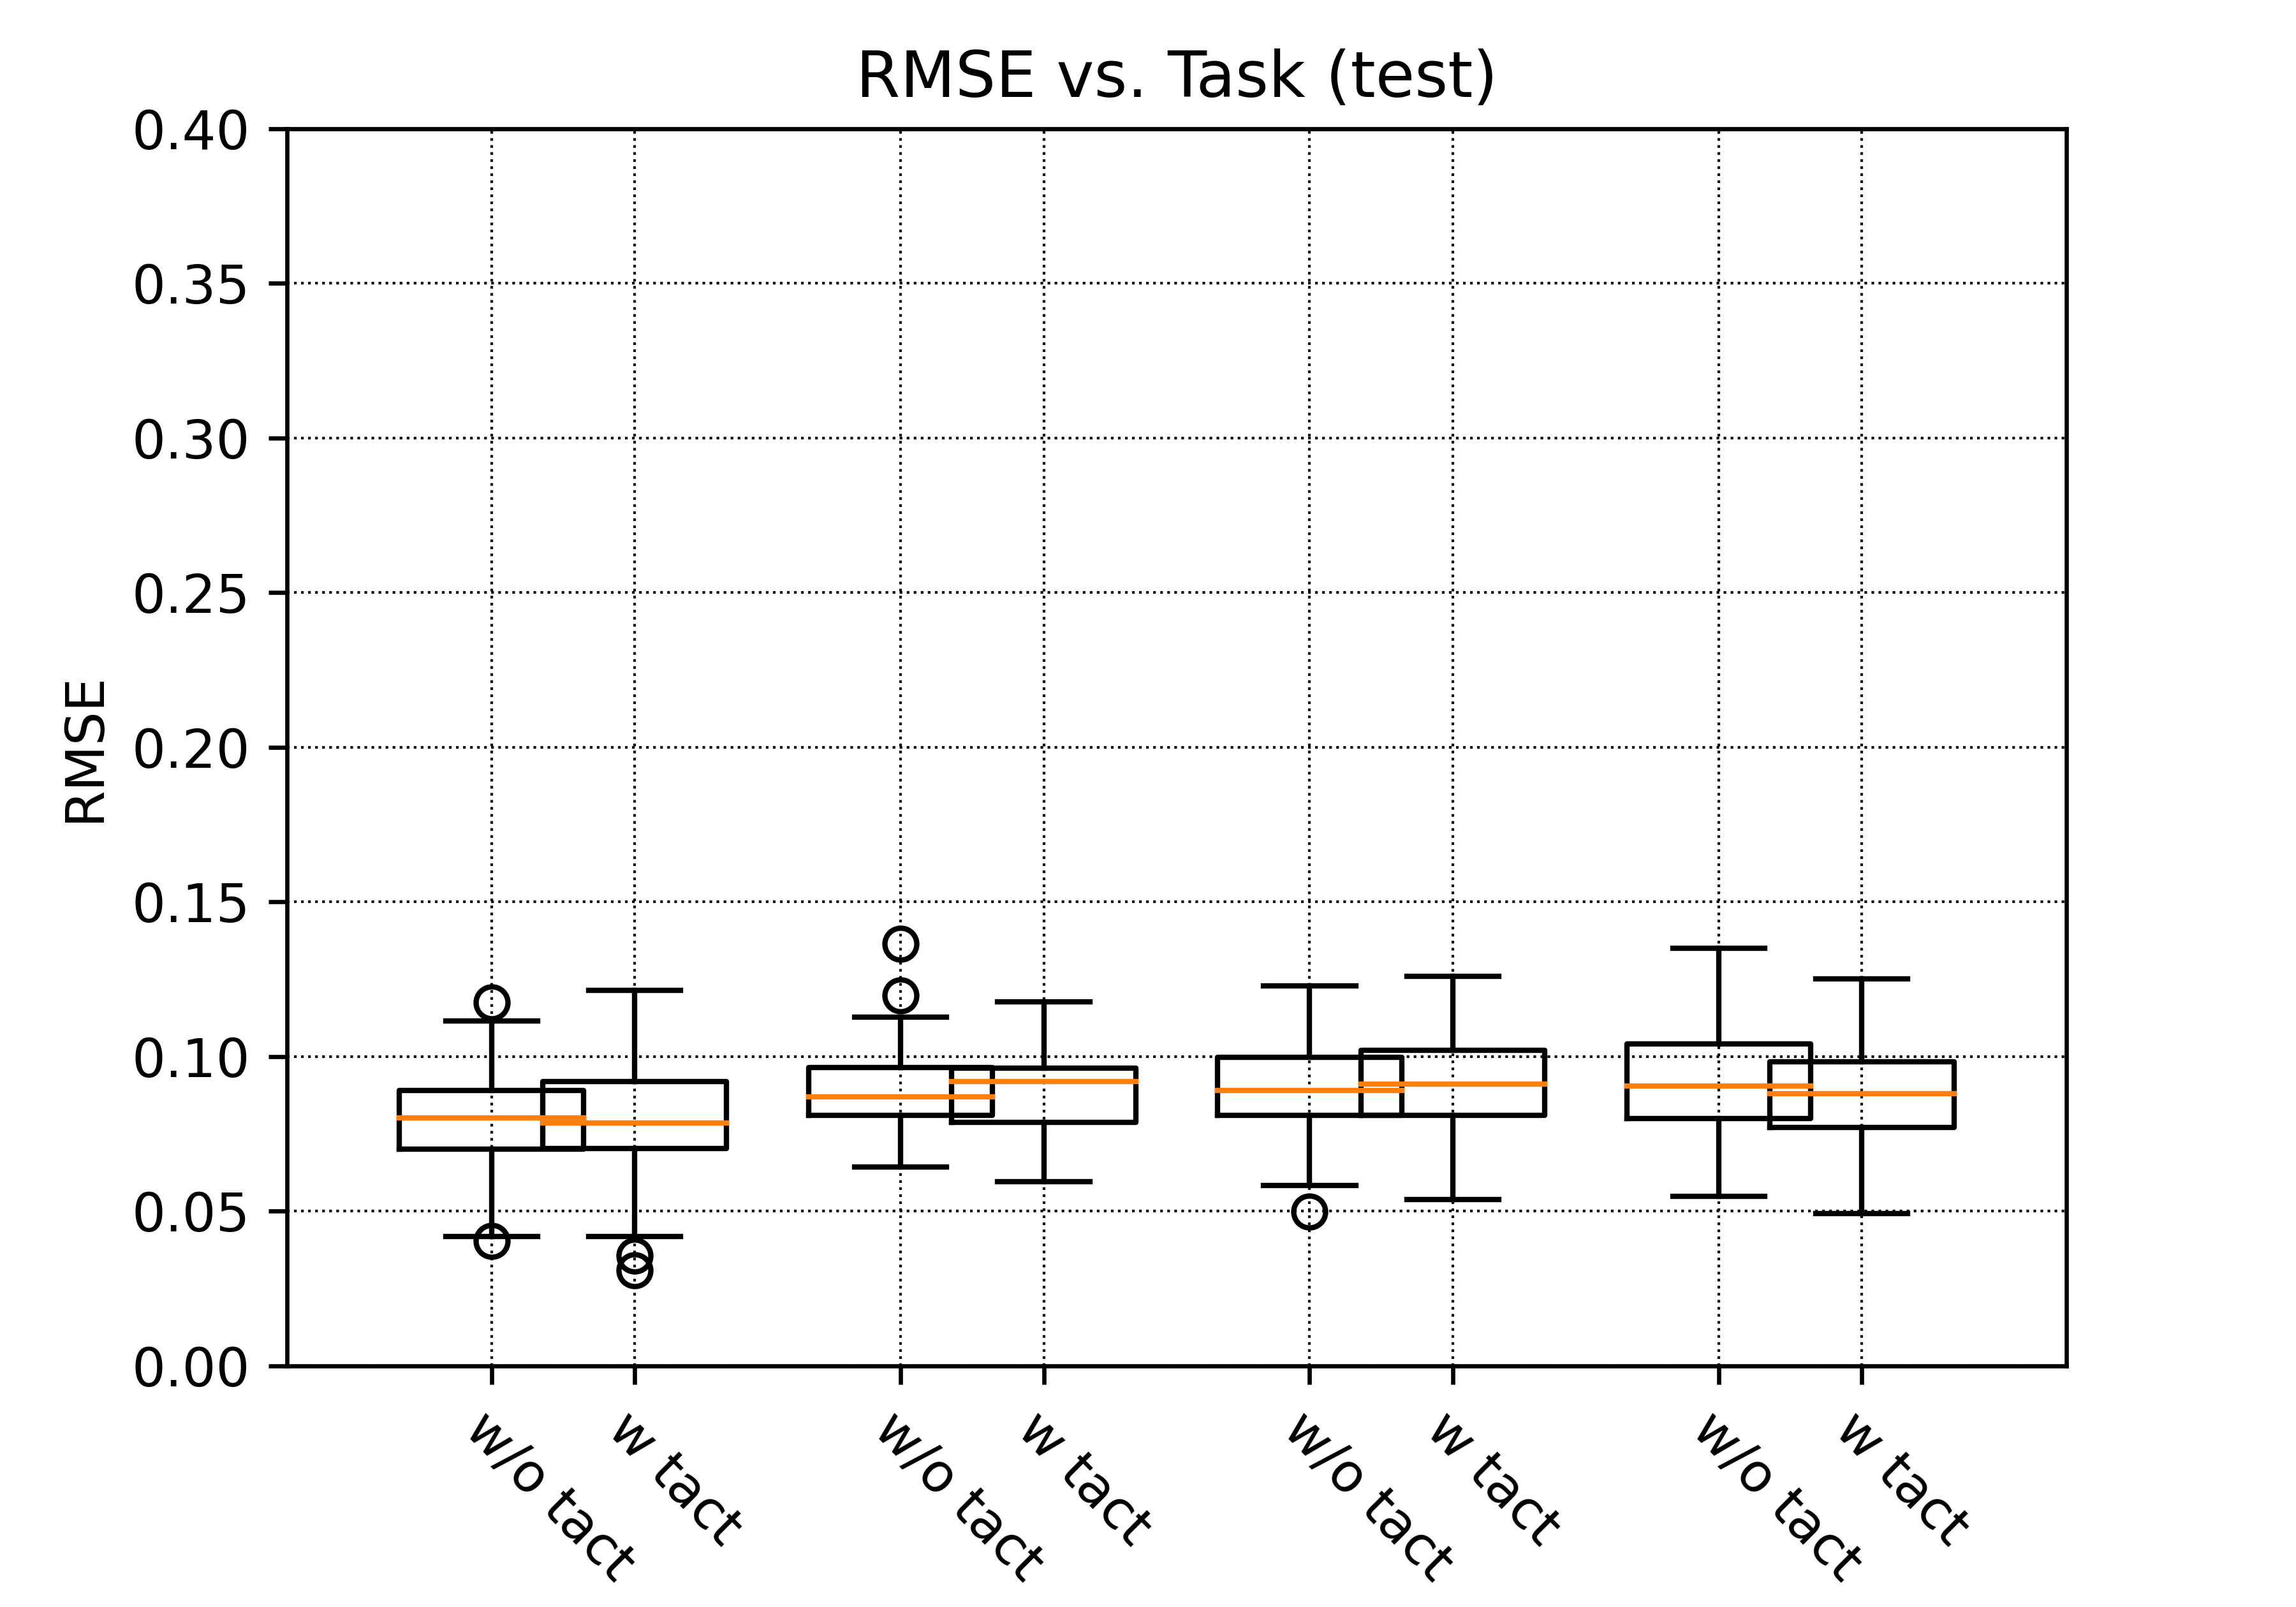 RMSE vs. Task (test)
0.40
0.35
0.30
0.25
0.20
0.15
0.10
0.05
0.00
RMSE
w/o tact
w tact
w/o tact
w tact
w/o tact
w tact
w/o tact
w tact